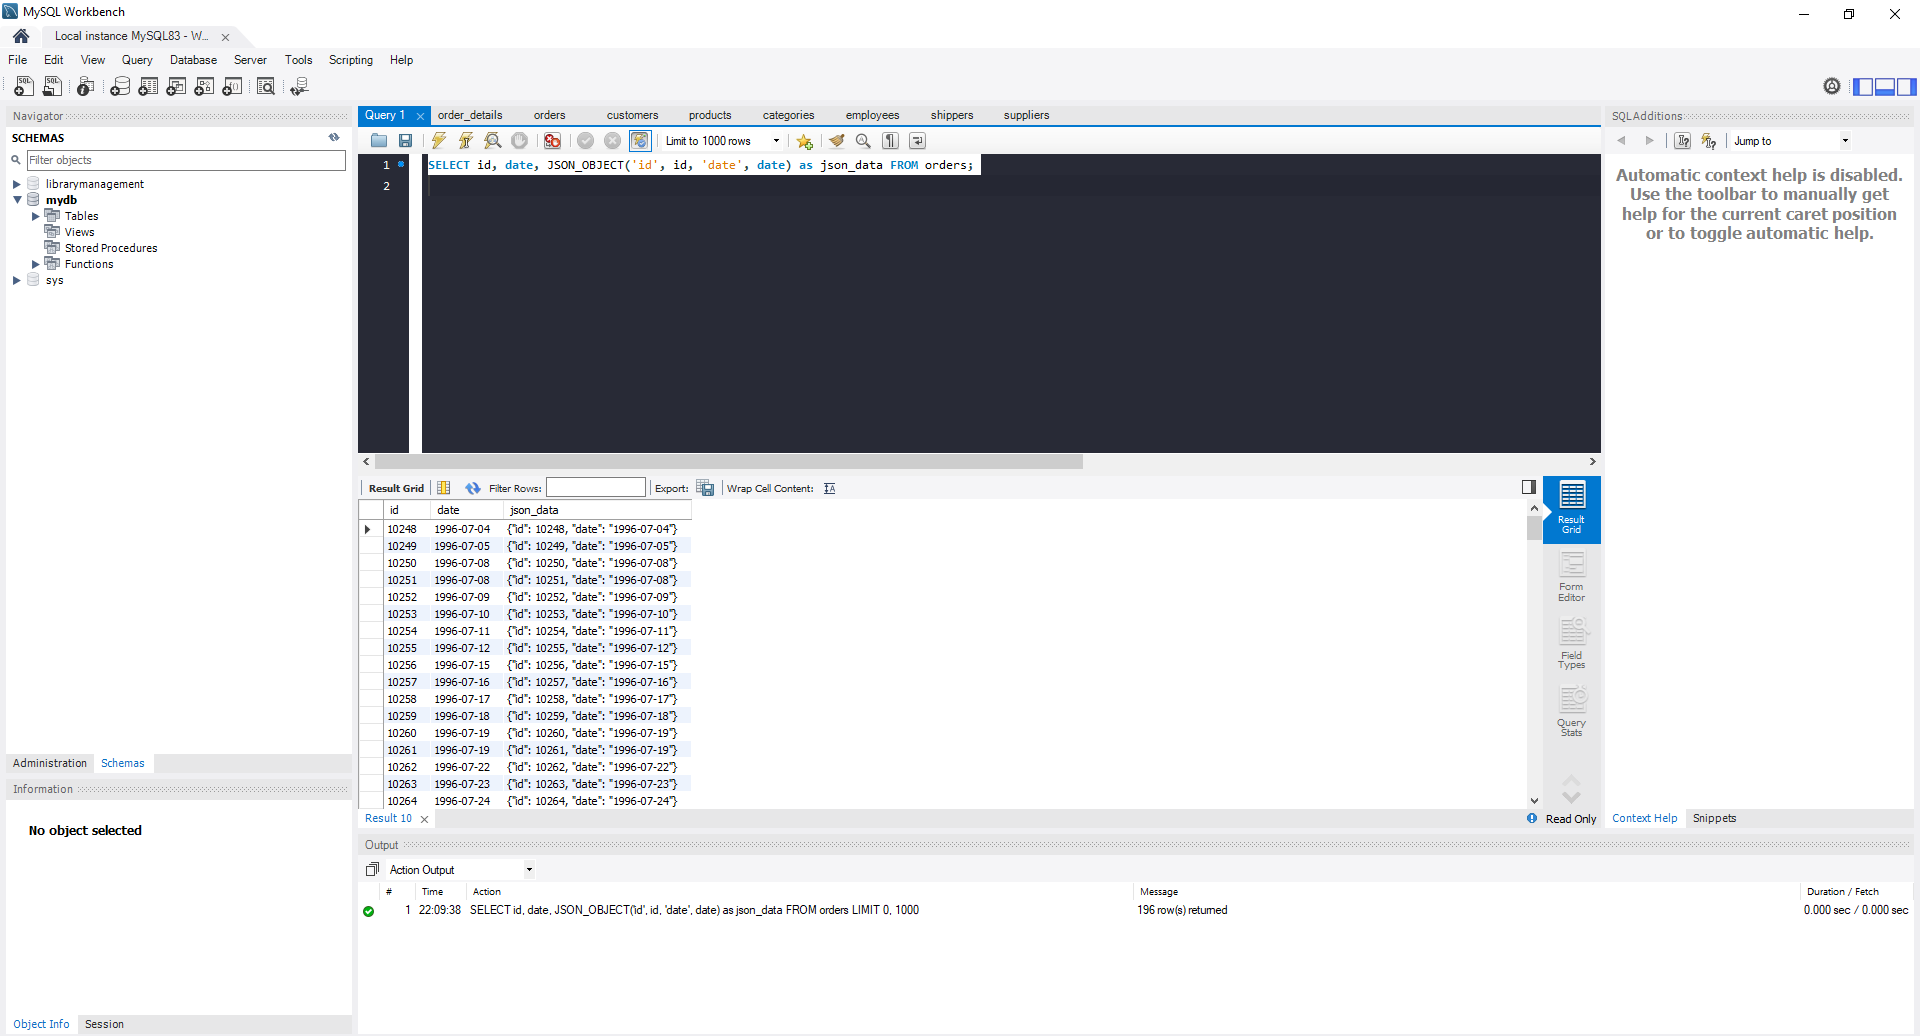 MySQL Workbench
Local instance MySQL83 - W...
File Edit View Query Database Server Tools Scripting Help
Navigator
SCHEMAS
Filter objects
librarymanagement
mydb
Tables
Views
Stored Procedures
Functions
sys
Administration Schemas
Information
No object selected
Object Info Session
Query 1 order_details orders customers products categories employees shippers suppliers
Limit to 1000 rows
1 SELECT id, date, JSON_OBJECT('id', id, 'date', date) as json_data FROM orders;
2
Result Grid Filter Rows: Export: Wrap Cell Content:
id date json_data
10248 1996-07-04 {"id": 10248, "date": "1996-07-04"}
10249 1996-07-05 {"id": 10249, "date": "1996-07-05"}
10250 1996-07-08 {"id": 10250, "date": "1996-07-08"}
10251 1996-07-08 {"id": 10251, "date": "1996-07-08"}
10252 1996-07-09 {"id": 10252, "date": "1996-07-09"}
10253 1996-07-10 {"id": 10253, "date": "1996-07-10"}
10254 1996-07-11 {"id": 10254, "date": "1996-07-11"}
10255 1996-07-12 {"id": 10255, "date": "1996-07-12"}
10256 1996-07-15 {"id": 10256, "date": "1996-07-15"}
10257 1996-07-16 {"id": 10257, "date": "1996-07-16"}
10258 1996-07-17 {"id": 10258, "date": "1996-07-17"}
10259 1996-07-18 {"id": 10259, "date": "1996-07-18"}
10260 1996-07-19 {"id": 10260, "date": "1996-07-19"}
10261 1996-07-19 {"id": 10261, "date": "1996-07-19"}
10262 1996-07-22 {"id": 10262, "date": "1996-07-22"}
10263 1996-07-23 {"id": 10263, "date": "1996-07-23"}
10264 1996-07-24 {"id": 10264, "date": "1996-07-24"}
Result
Grid
Form
Editor
Field
Types
Query
Stats
Result 10
Read Only
SQLAdditions
Jump to
Automatic context help is disabled.
Use the toolbar to manually get
help for the current caret position
or to toggle automatic help.
Context Help Snippets
Output
Action Output
# Time Action Message Duration / Fetch
1 22:09:38 SELECT id, date, JSON_OBJECT('id', id, 'date', date) as json_data FROM orders LIMIT 0, 1000 196 row(s) returned 0.000 sec / 0.000 sec